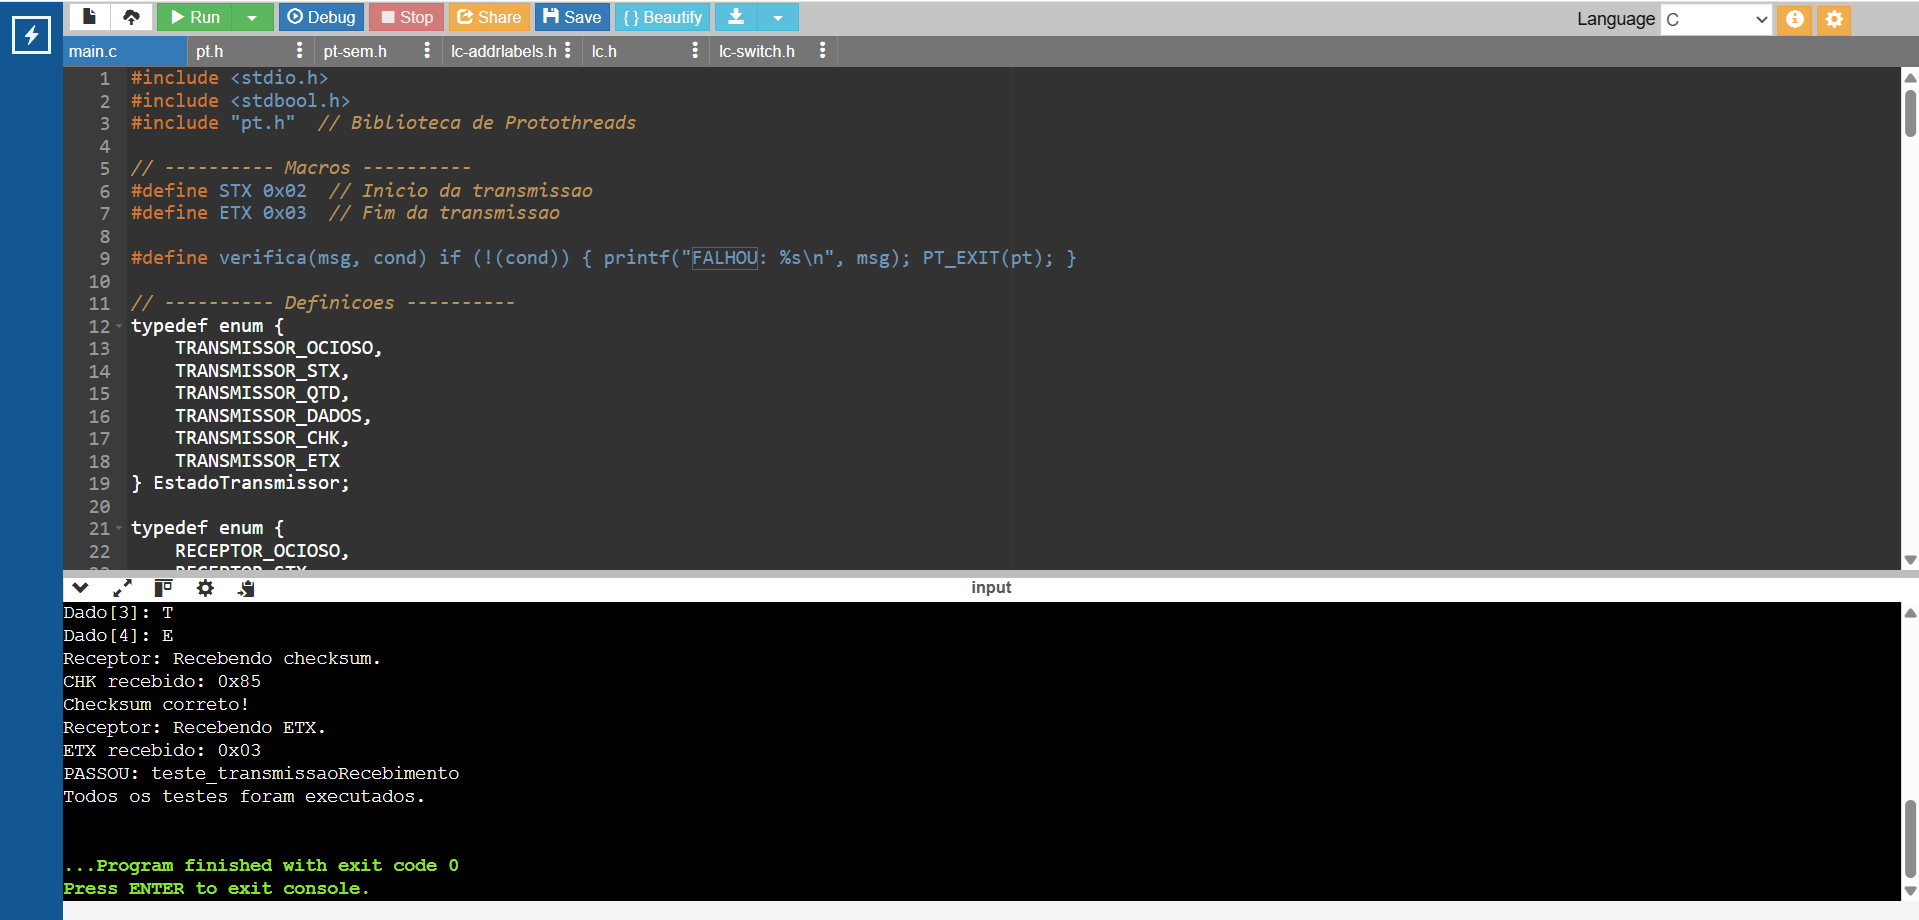 Run Debug Stop Share Save { } Beautify Language C
main.c pt.h pt-sem.h lc-addrlabels.h lc.h lc-switch.h
1 #include <stdio.h>
2 #include <stdbool.h>
3 #include "pt.h"  // Biblioteca de Protothreads
4
5 // ---------- Macros ----------
6 #define STX 0x02  // Inicio da transmissao
7 #define ETX 0x03  // Fim da transmissao
8
9 #define verifica(msg, cond) if (!(cond)) { printf("FALHOU: %s\n", msg); PT_EXIT(pt); }
10
11 // ---------- Definicoes ----------
12 typedef enum {
13     TRANSMISSOR_OCIOSO,
14     TRANSMISSOR_STX,
15     TRANSMISSOR_QTD,
16     TRANSMISSOR_DADOS,
17     TRANSMISSOR_CHK,
18     TRANSMISSOR_ETX
19 } EstadoTransmissor;
20
21 typedef enum {
22     RECEPTOR_OCIOSO,
input
Dado[3]: T
Dado[4]: E
Receptor: Recebendo checksum.
CHK recebido: 0x85
Checksum correto!
Receptor: Recebendo ETX.
ETX recebido: 0x03
PASSOU: teste_transmissaoRecebimento
Todos os testes foram executados.
...Program finished with exit code 0
Press ENTER to exit console.